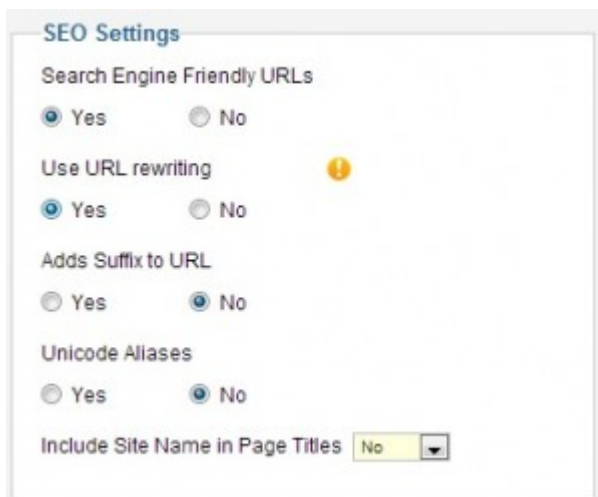 SEO Settings
Search Engine Friendly URLs
Yes No
Use URL rewriting
Yes No
Adds Suffix to URL
Yes No
Unicode Aliases
Yes No
Include Site Name in Page Titles No